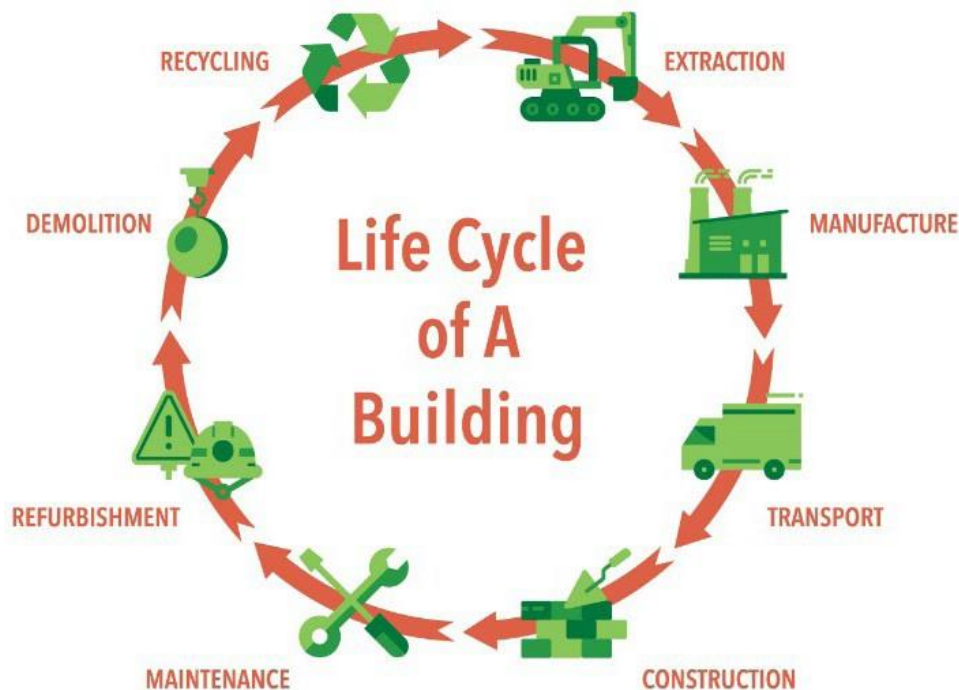 RECYCLING
EXTRACTION
DEMOLITION
MANUFACTURE
Life Cycle
of A
Building
REFURBISHMENT
TRANSPORT
MAINTENANCE
CONSTRUCTION